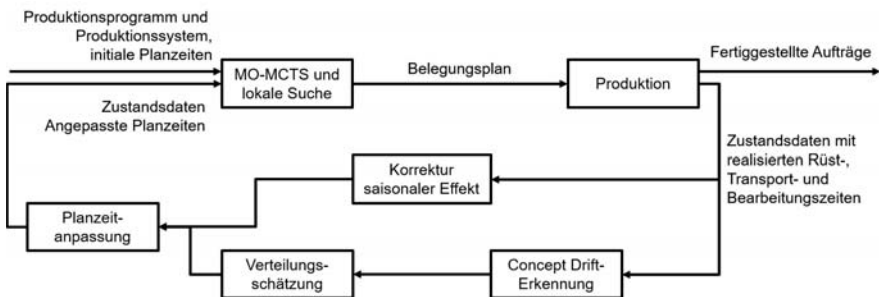 Produktionsprogramm und
Produktionssystem,
initiale Planzeiten
MO-MCTS und
lokale Suche
Belegungsplan
Produktion
Fertiggestellte Aufträge
Zustandsdaten
Angepasste Planzeiten
Zustandsdaten mit
realisierten Rüst-,
Transport- und
Bearbeitungszeiten
Korrektur
saisonaler Effekt
Planzeit-
anpassung
Verteilungs-
schätzung
Concept Drift-
Erkennung